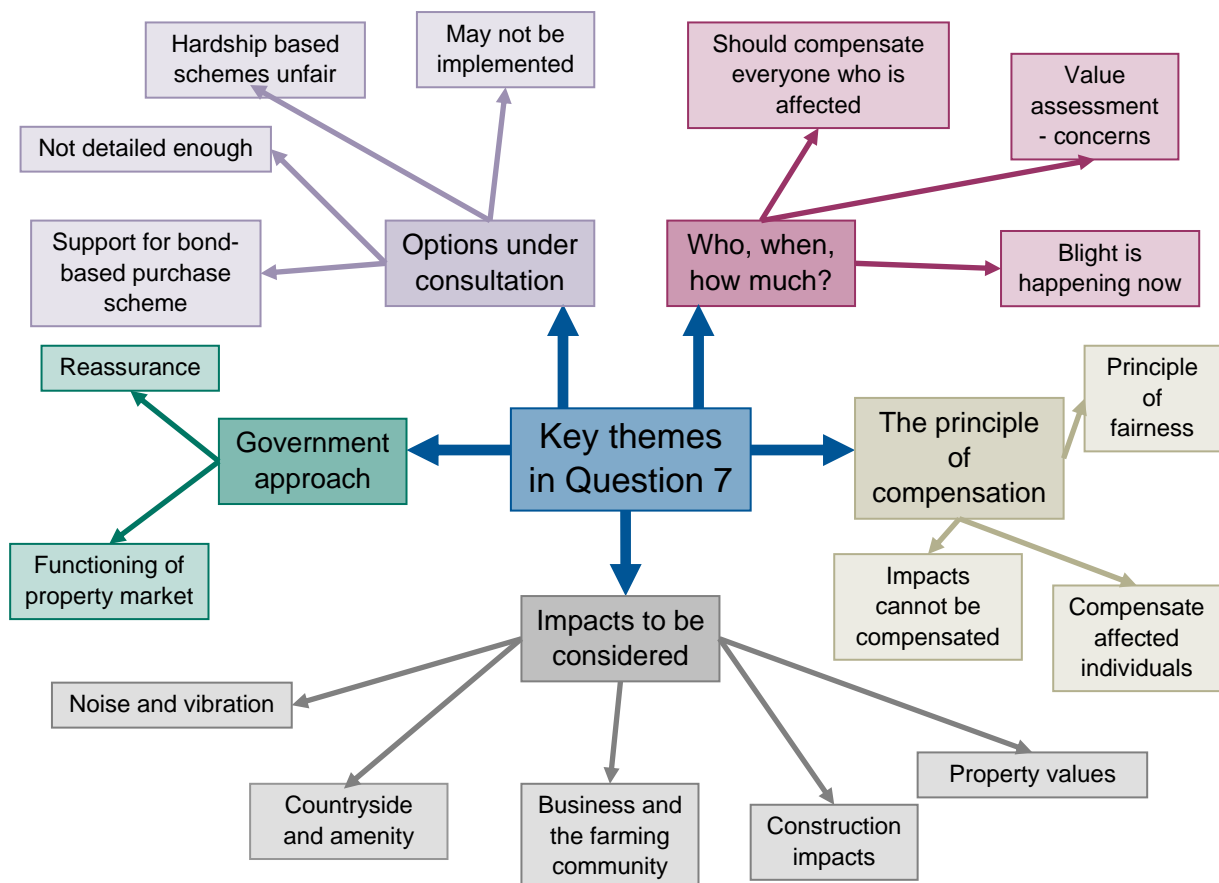 Hardship based
schemes unfair
May not be
implemented
Should compensate
everyone who is
affected
Value
assessment
- concerns
Not detailed enough
Support for bond-
based purchase
scheme
Options under
consultation
Who, when,
how much?
Blight is
happening now
Reassurance
Government
approach
Functioning of
property market
Key themes
in Question 7
The principle
of
compensation
Principle
of
fairness
Impacts
cannot be
compensated
Compensate
affected
individuals
Impacts to be
considered
Noise and vibration
Countryside
and amenity
Business and
the farming
community
Construction
impacts
Property values